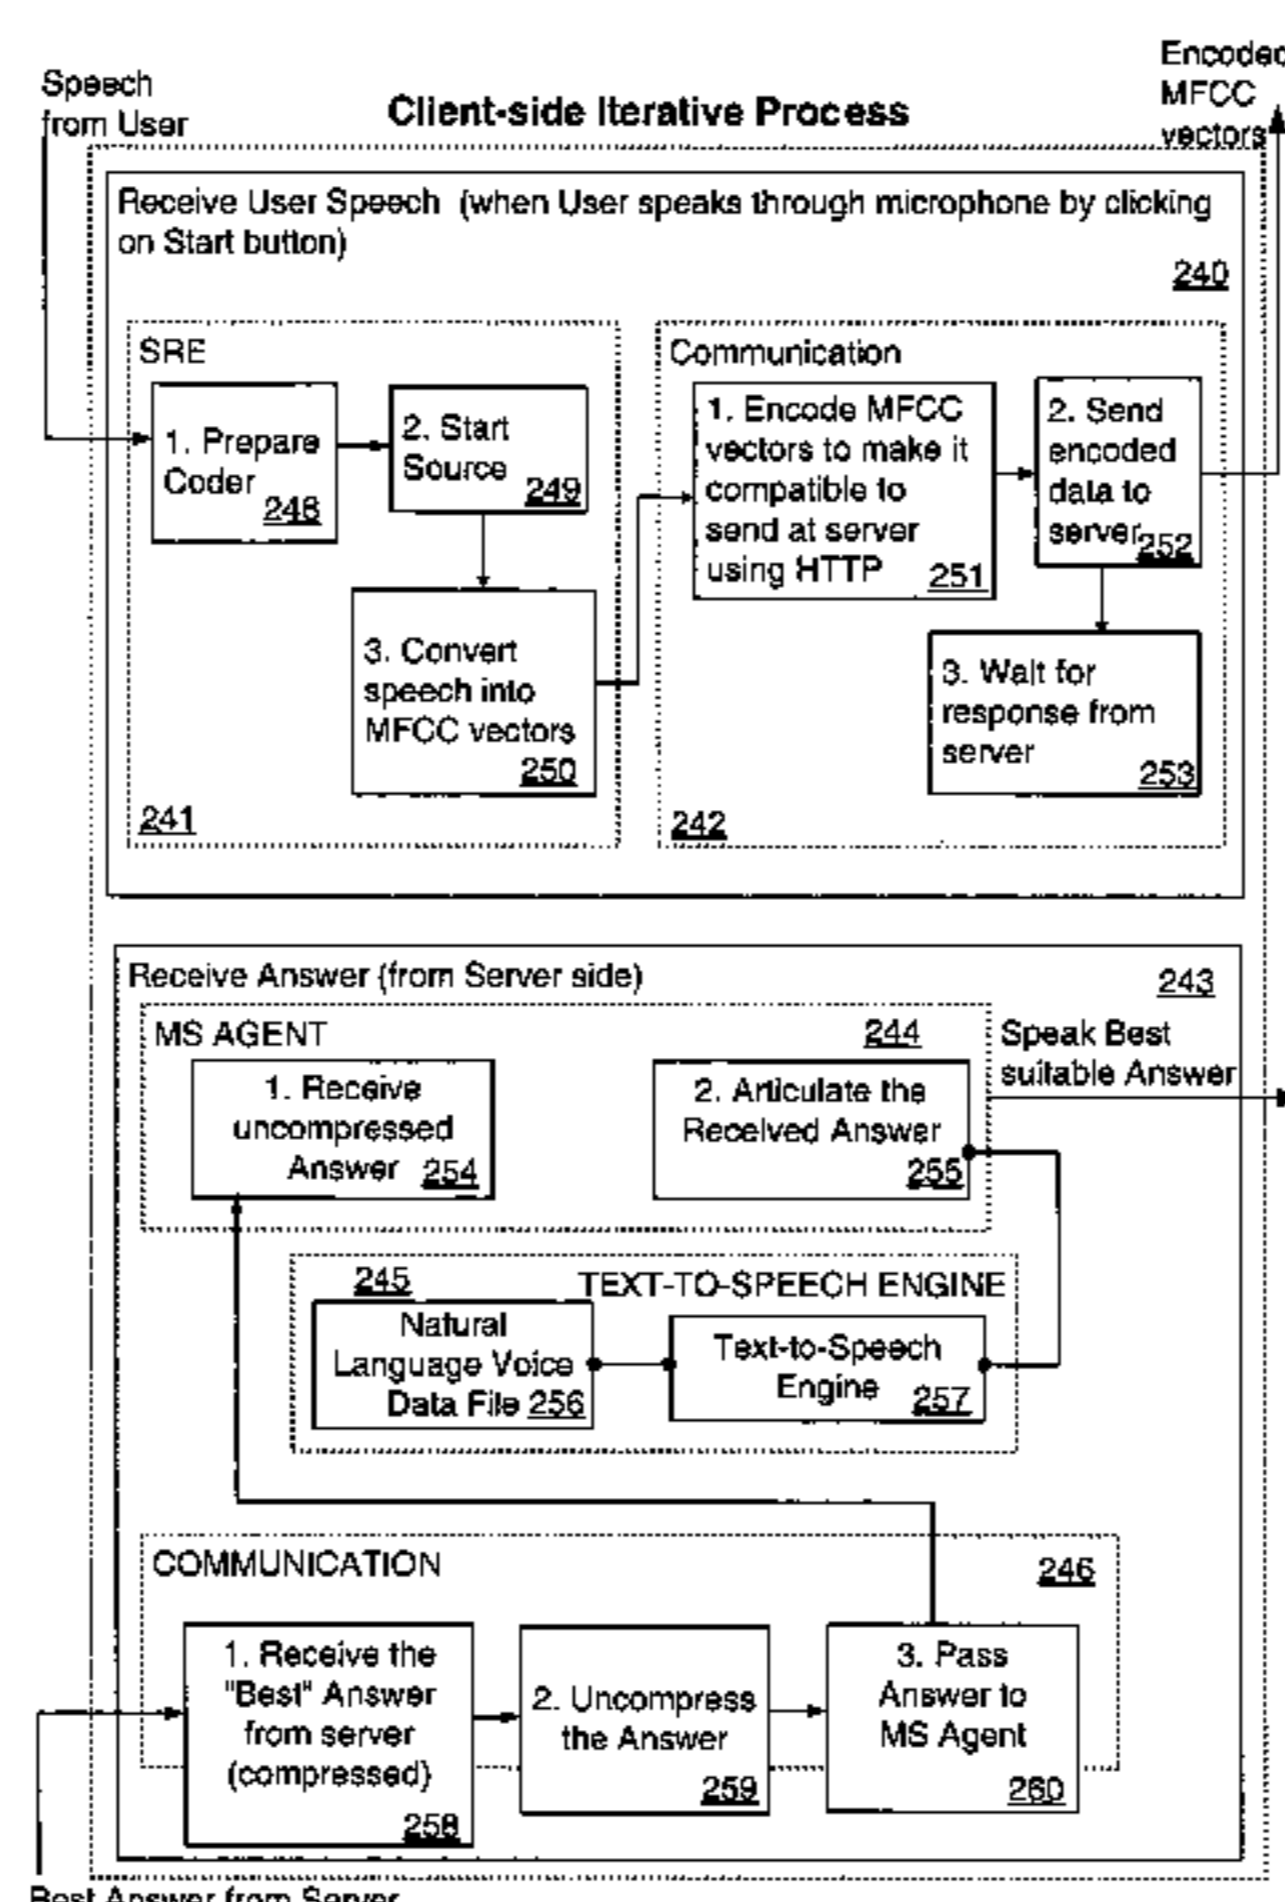 Speech
from User
Client-side Iterative Process
Encoded
MFCC
vectors
Receive User Speech (when User speaks through microphone by clicking
on Start button)
240
SRE
1. Prepare
Coder
248
2. Start
Source
249
3. Convert
speech into
MFCC vectors
250
241
Communication
1. Encode MFCC
vectors to make it
compatible to
send at server
using HTTP
251
2. Send
encoded
data to
server
252
3. Wait for
response from
server
253
242
Receive Answer (from Server side)
243
MS AGENT
244
1. Receive
uncompressed
Answer 254
2. Articulate the
Received Answer
255
Speak Best
suitable Answer
245
TEXT-TO-SPEECH ENGINE
Natural
Language Voice
Data File 256
Text-to-Speech
Engine
257
COMMUNICATION
246
1. Receive the
"Best" Answer
from server
(compressed)
258
2. Uncompress
the Answer
259
3. Pass
Answer to
MS Agent
260
Best Answer from Server